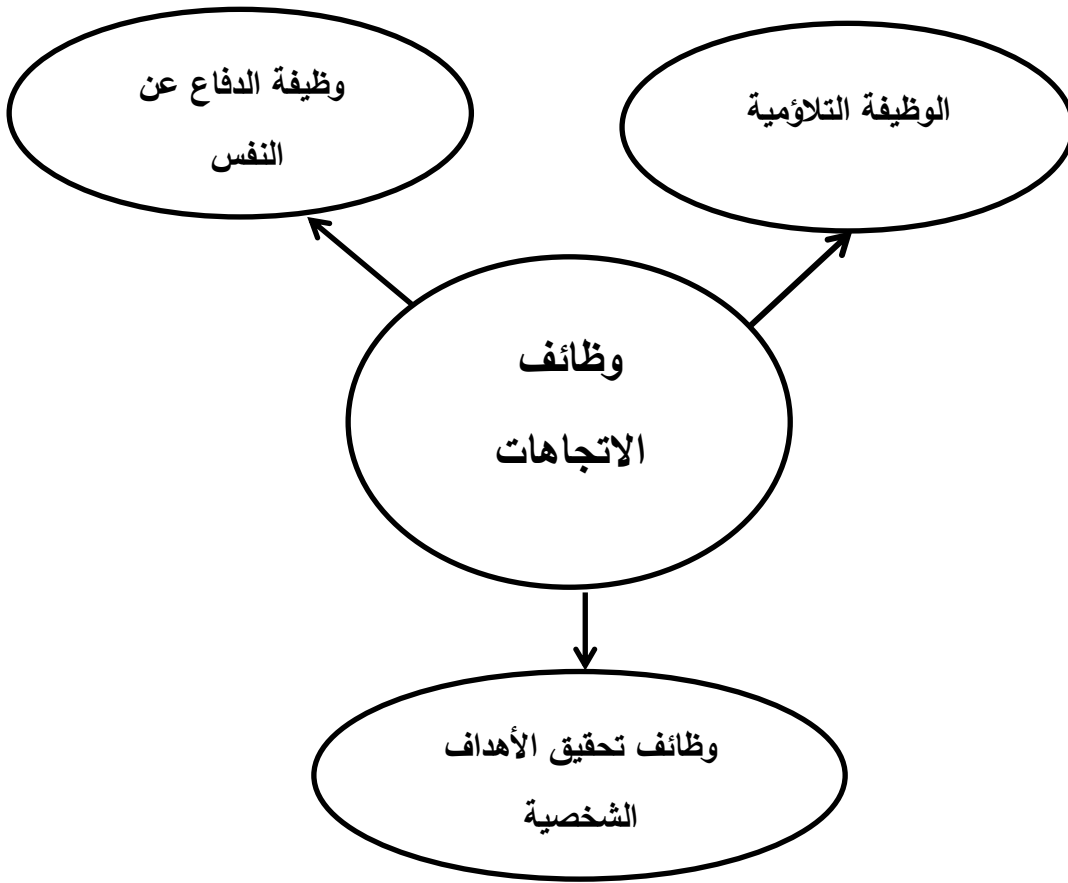 الوظيفة التلاؤمية
وظيفة الدفاع عن
النفس
وظائف
الاتجاهات
وظائف تحقيق الأهداف
الشخصية